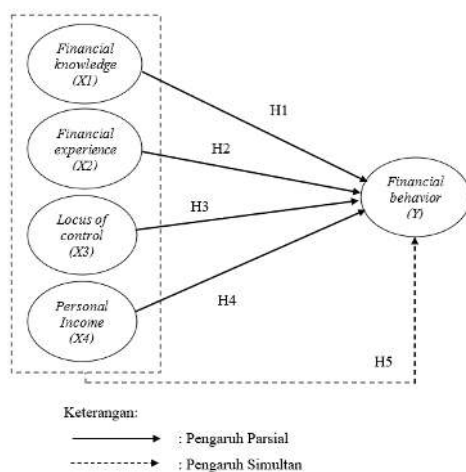 Financial
knowledge
(X1)
H1
Financial
experience
(X2)
H2
Financial
behavior
(Y)
Locus of
control
(X3)
H3
Personal
Income
(X4)
H4
H5
Keterangan:
: Pengaruh Parsial
: Pengaruh Simultan